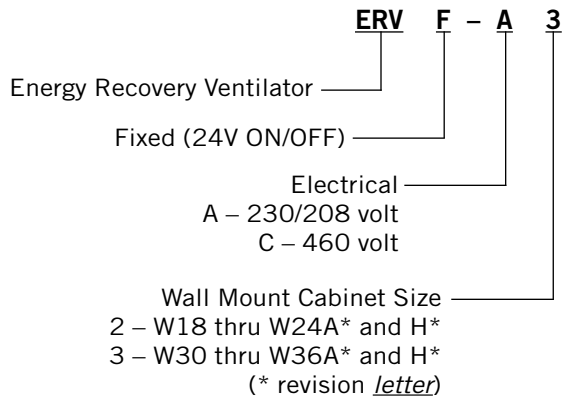 ERV F – A 3
Energy Recovery Ventilator
Fixed (24V ON/OFF)
Electrical
A – 230/208 volt
C – 460 volt
Wall Mount Cabinet Size
2 – W18 thru W24A* and H*
3 – W30 thru W36A* and H*
(* revision letter)